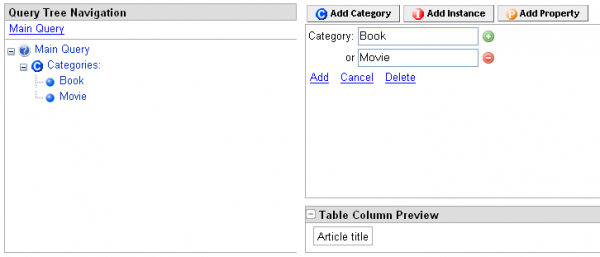 Query Tree Navigation
Main Query
? Main Query
C Categories:
Book
Movie
C Add Category
I Add Instance
P Add Property
Category: Book
or Movie
Add Cancel Delete
Table Column Preview
Article title